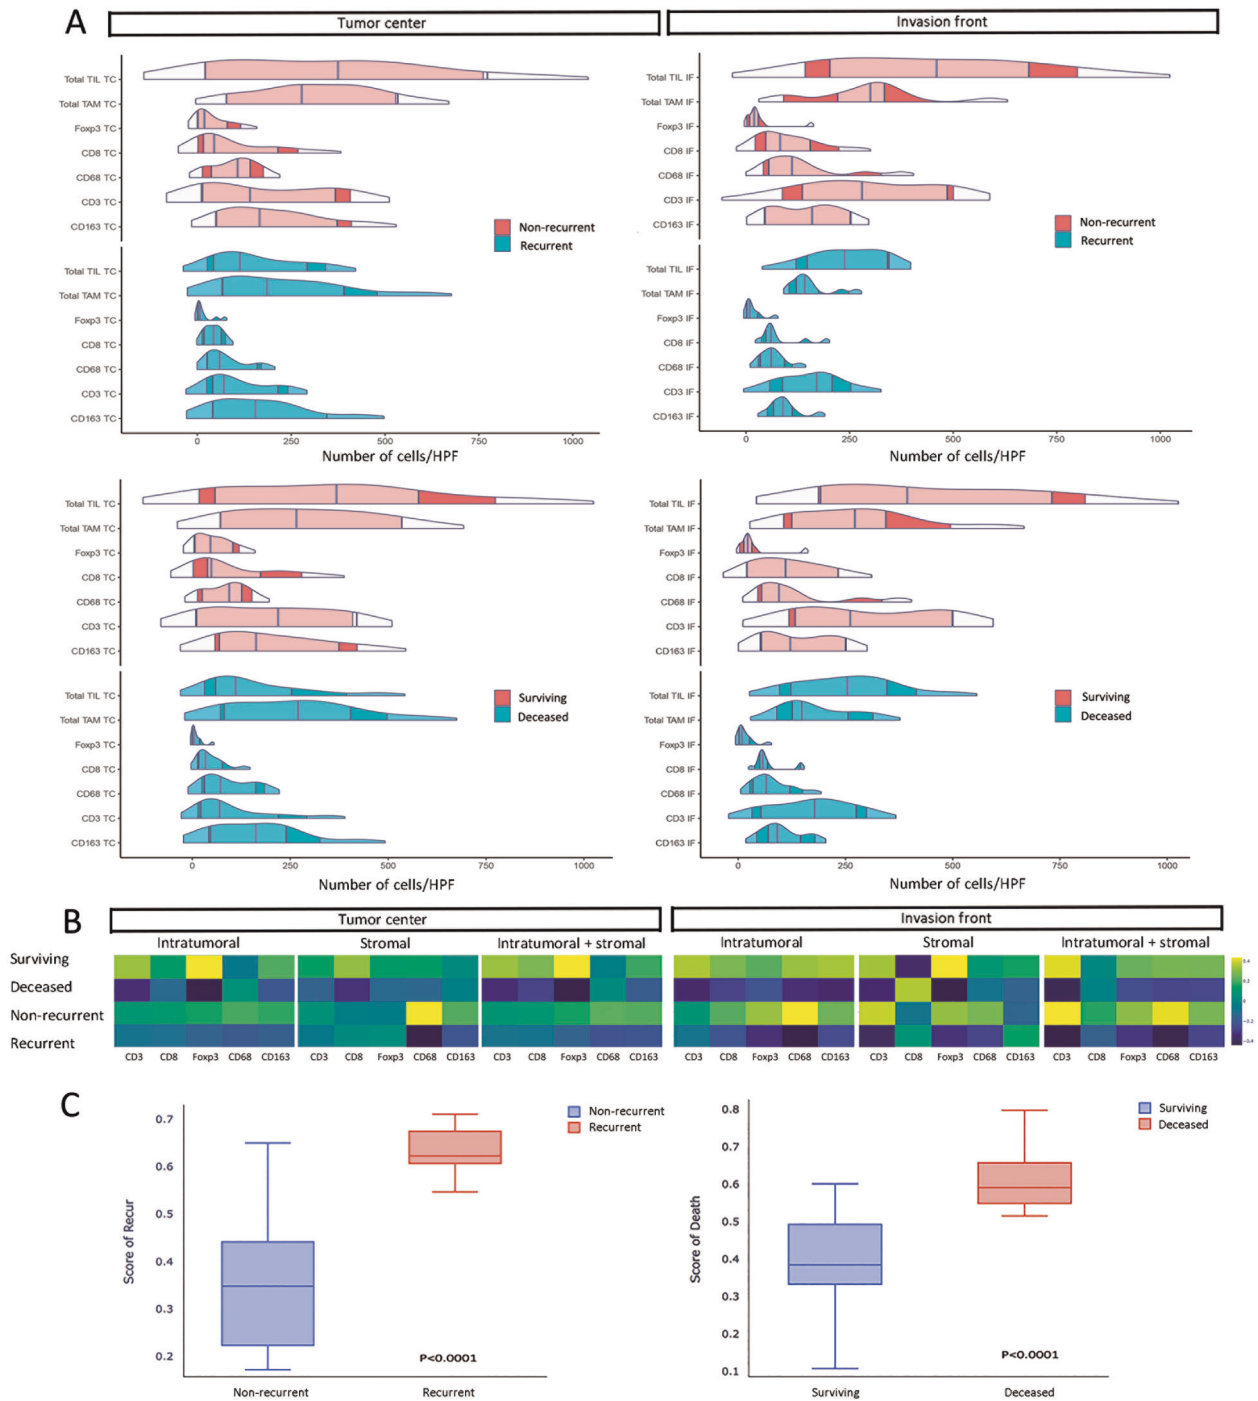 A
Tumor center
Invasion front
Total TIL TC
Total TAM TC
Foxp3 TC
CD8 TC
CD68 TC
CD3 TC
CD163 TC
Non-recurrent
Recurrent
Total TIL TC
Total TAM TC
Foxp3 TC
CD8 TC
CD68 TC
CD3 TC
CD163 TC
0 250 500 750 1000
Number of cells/HPF
Total TIL IF
Total TAM IF
Foxp3 IF
CD8 IF
CD68 IF
CD3 IF
CD163 IF
Non-recurrent
Recurrent
Total TIL IF
Total TAM IF
Foxp3 IF
CD8 IF
CD68 IF
CD3 IF
CD163 IF
0 250 500 750 1000
Number of cells/HPF
Total TIL TC
Total TAM TC
Foxp3 TC
CD8 TC
CD68 TC
CD3 TC
CD163 TC
Surviving
Deceased
Total TIL TC
Total TAM TC
Foxp3 TC
CD8 TC
CD68 TC
CD3 TC
CD163 TC
0 250 500 750 1000
Number of cells/HPF
Total TIL IF
Total TAM IF
Foxp3 IF
CD8 IF
CD68 IF
CD3 IF
CD163 IF
Surviving
Deceased
Total TIL IF
Total TAM IF
Foxp3 IF
CD8 IF
CD68 IF
CD3 IF
CD163 IF
0 250 500 750 1000
Number of cells/HPF
B
Tumor center
Invasion front
Intratumoral Stromal Intratumoral + stromal Intratumoral Stromal Intratumoral + stromal
Surviving
Deceased
Non-recurrent
Recurrent
CD3 CD8 Foxp3 CD68 CD163 CD3 CD8 Foxp3 CD68 CD163 CD3 CD8 Foxp3 CD68 CD163 CD3 CD8 Foxp3 CD68 CD163 CD3 CD8 Foxp3 CD68 CD163 CD3 CD8 Foxp3 CD68 CD163
0.4
0.2
0
−0.2
−0.4
C
0.7
0.6
0.5
0.4
0.3
0.2
Score of Recur
Non-recurrent
Recurrent
P<0.0001
Non-recurrent Recurrent
0.8
0.7
0.6
0.5
0.4
0.3
0.2
0.1
Score of Death
Surviving
Deceased
P<0.0001
Surviving Deceased